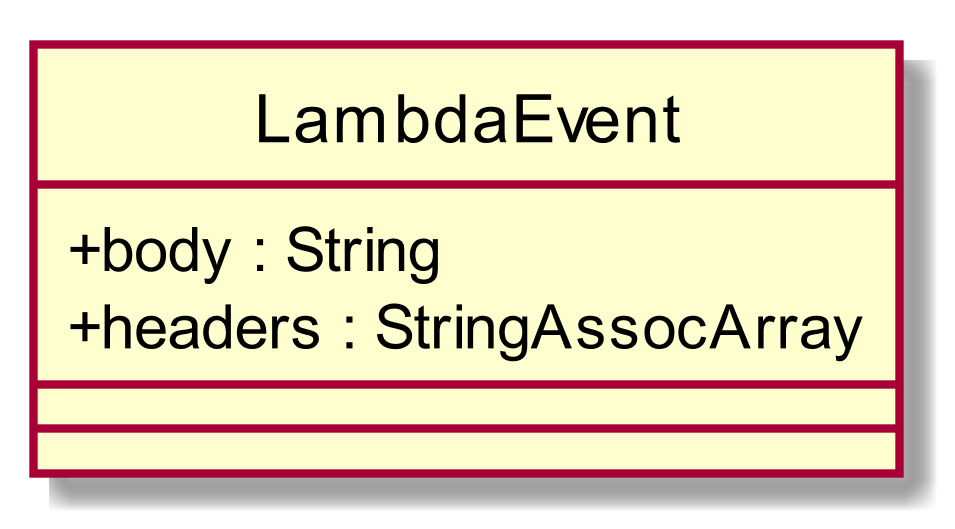 LambdaEvent
+body : String
+headers : StringAssocArray